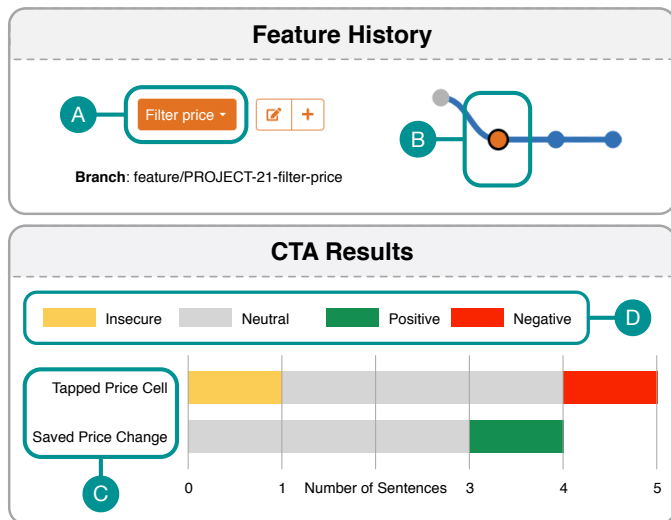 Feature History
A
Filter price
B
Branch: feature/PROJECT-21-filter-price
CTA Results
Insecure Neutral Positive Negative
D
Tapped Price Cell
Saved Price Change
C
0 1 Number of Sentences 3 4 5